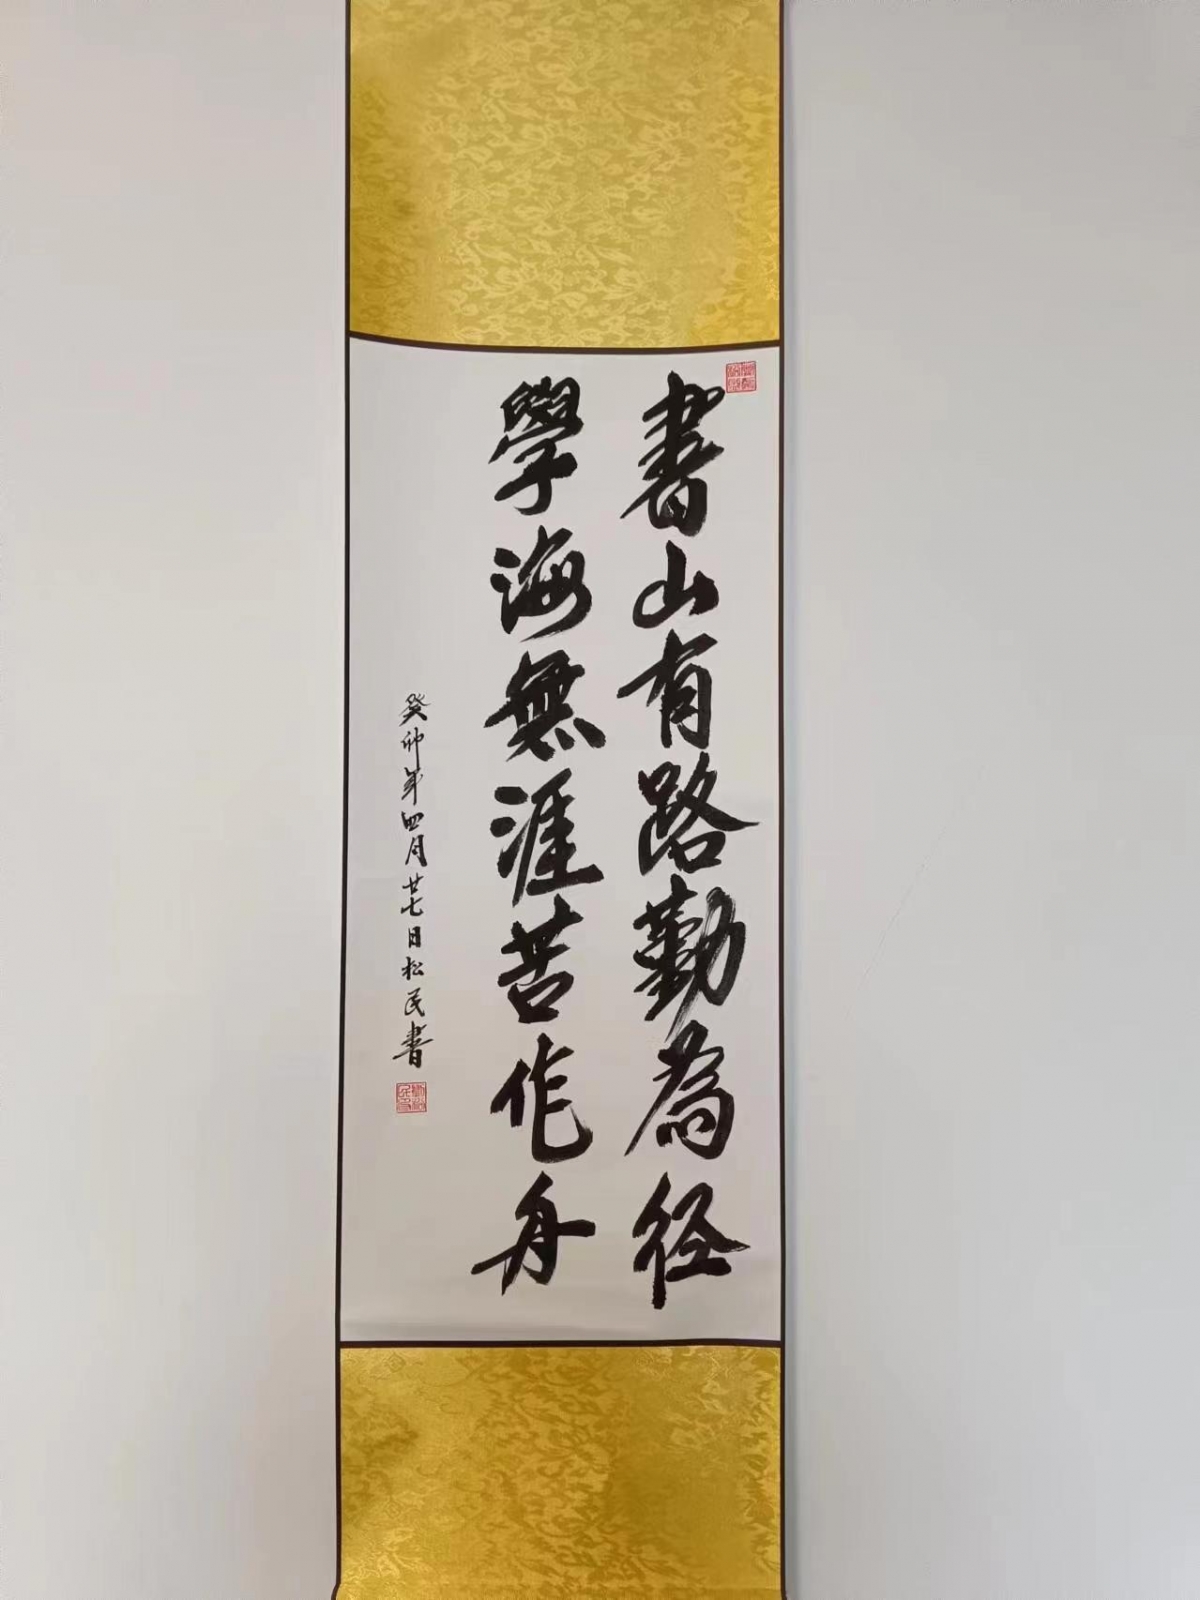 書山有路勤為径
學海無涯苦作舟
癸卯年四月廿七日松民書